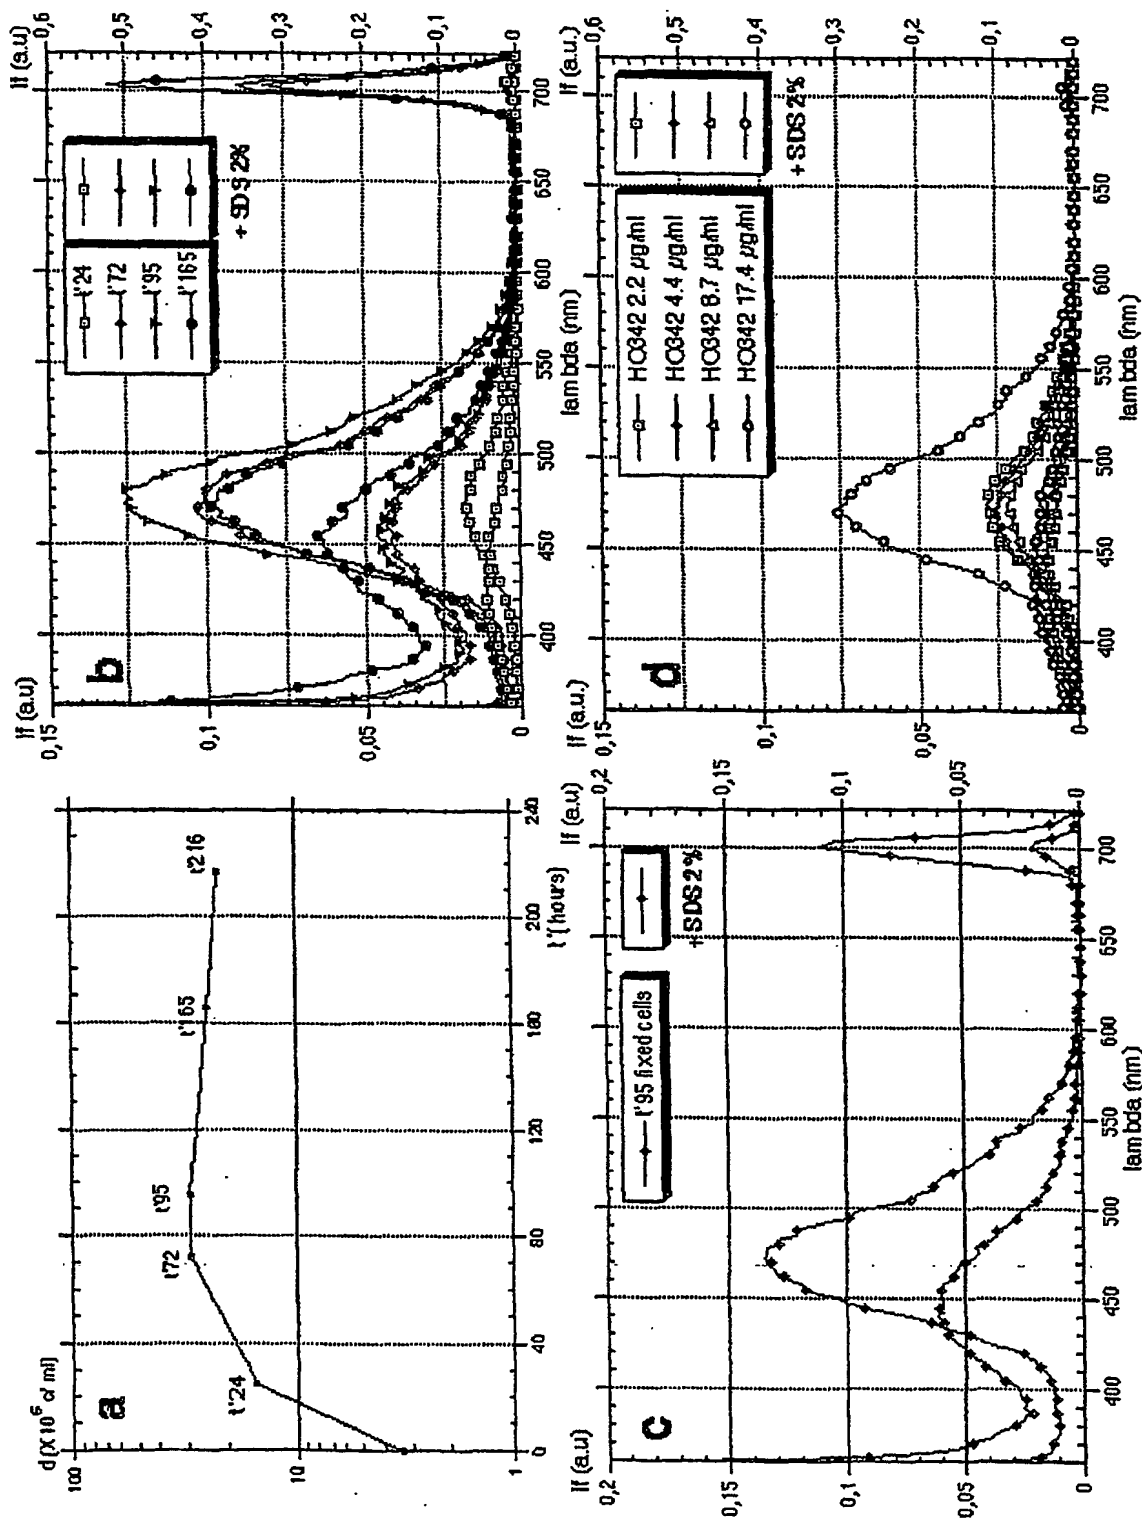 a
d (X10⁶ c/ ml)
100
10
1
t'24
t'72
t'95
t'165
t'216
0
40
80
120
160
200
240
t' (hours)
b
If (a.u)
0,15
0,1
0,05
0
If (a.u)
0,6
0,5
0,4
0,3
0,2
0,1
0
t'24
t'72
t'95
t'165
+ SDS 2%
400
450
500
550
600
650
700
lambda (nm)
c
If (a.u)
0,2
0,15
0,1
0,05
0
If (a.u)
0,2
0,15
0,1
0,05
0
t'95 fixed cells
+SDS 2%
400
450
500
550
600
650
700
lambda (nm)
d
If (a.u.)
0,15
0,1
0,05
0
If (a.u.)
0,6
0,5
0,4
0,3
0,2
0,1
0
HO342 2.2 µg/ml
HO342 4.4 µg/ml
HO342 8.7 µg/ml
HO342 17.4 µg/ml
+SDS 2%
400
450
500
550
600
650
700
lambda (nm)